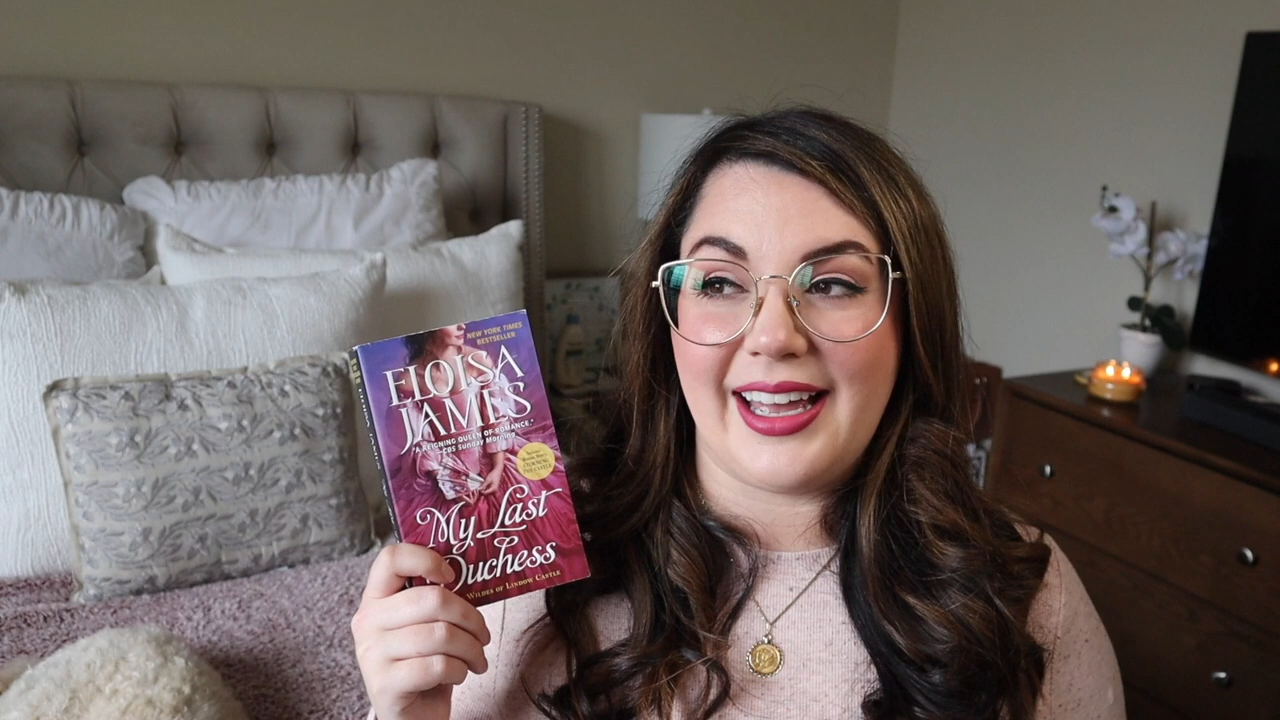 NEW YORK TIMES
BESTSELLER
ELOISA
JAMES
"A REIGNING QUEEN OF ROMANCE."
CBS Sunday Morning
My Last
Duchess
WILDES OF LINDOW CASTLE